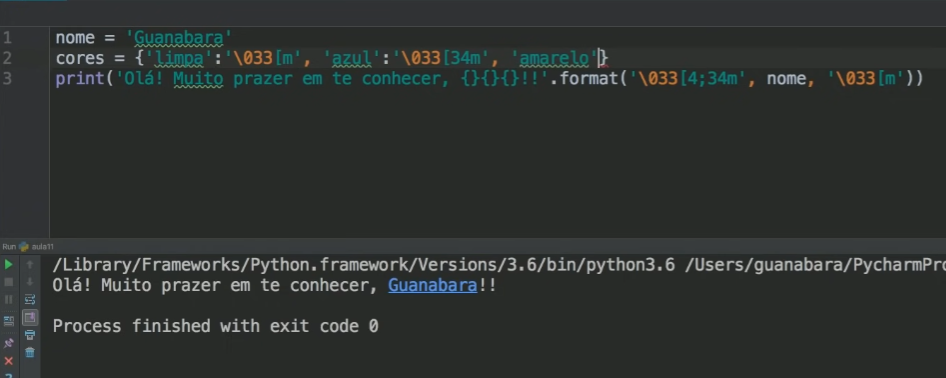 1 nome = 'Guanabara'
2 cores = {'limpa':'\033[m', 'azul':'\033[34m', 'amarelo'}
3 print('Olá! Muito prazer em te conhecer, {}{}{}!!'.format('\033[4;34m', nome, '\033[m'))
Run aula11
/Library/Frameworks/Python.framework/Versions/3.6/bin/python3.6 /Users/guanabara/PycharmPro
Olá! Muito prazer em te conhecer, Guanabara!!
Process finished with exit code 0